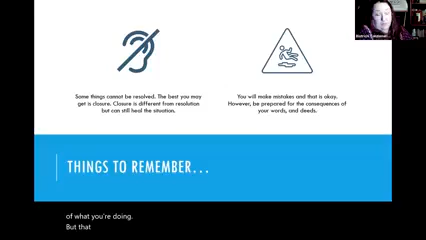 Some things cannot be resolved. The best you may
get is closure. Closure is different from resolution
but can still heal the situation.
You will make mistakes and that is okay.
However, be prepared for the consequences of
your words, and deeds.
THINGS TO REMEMBER...
of what you're doing.
But that